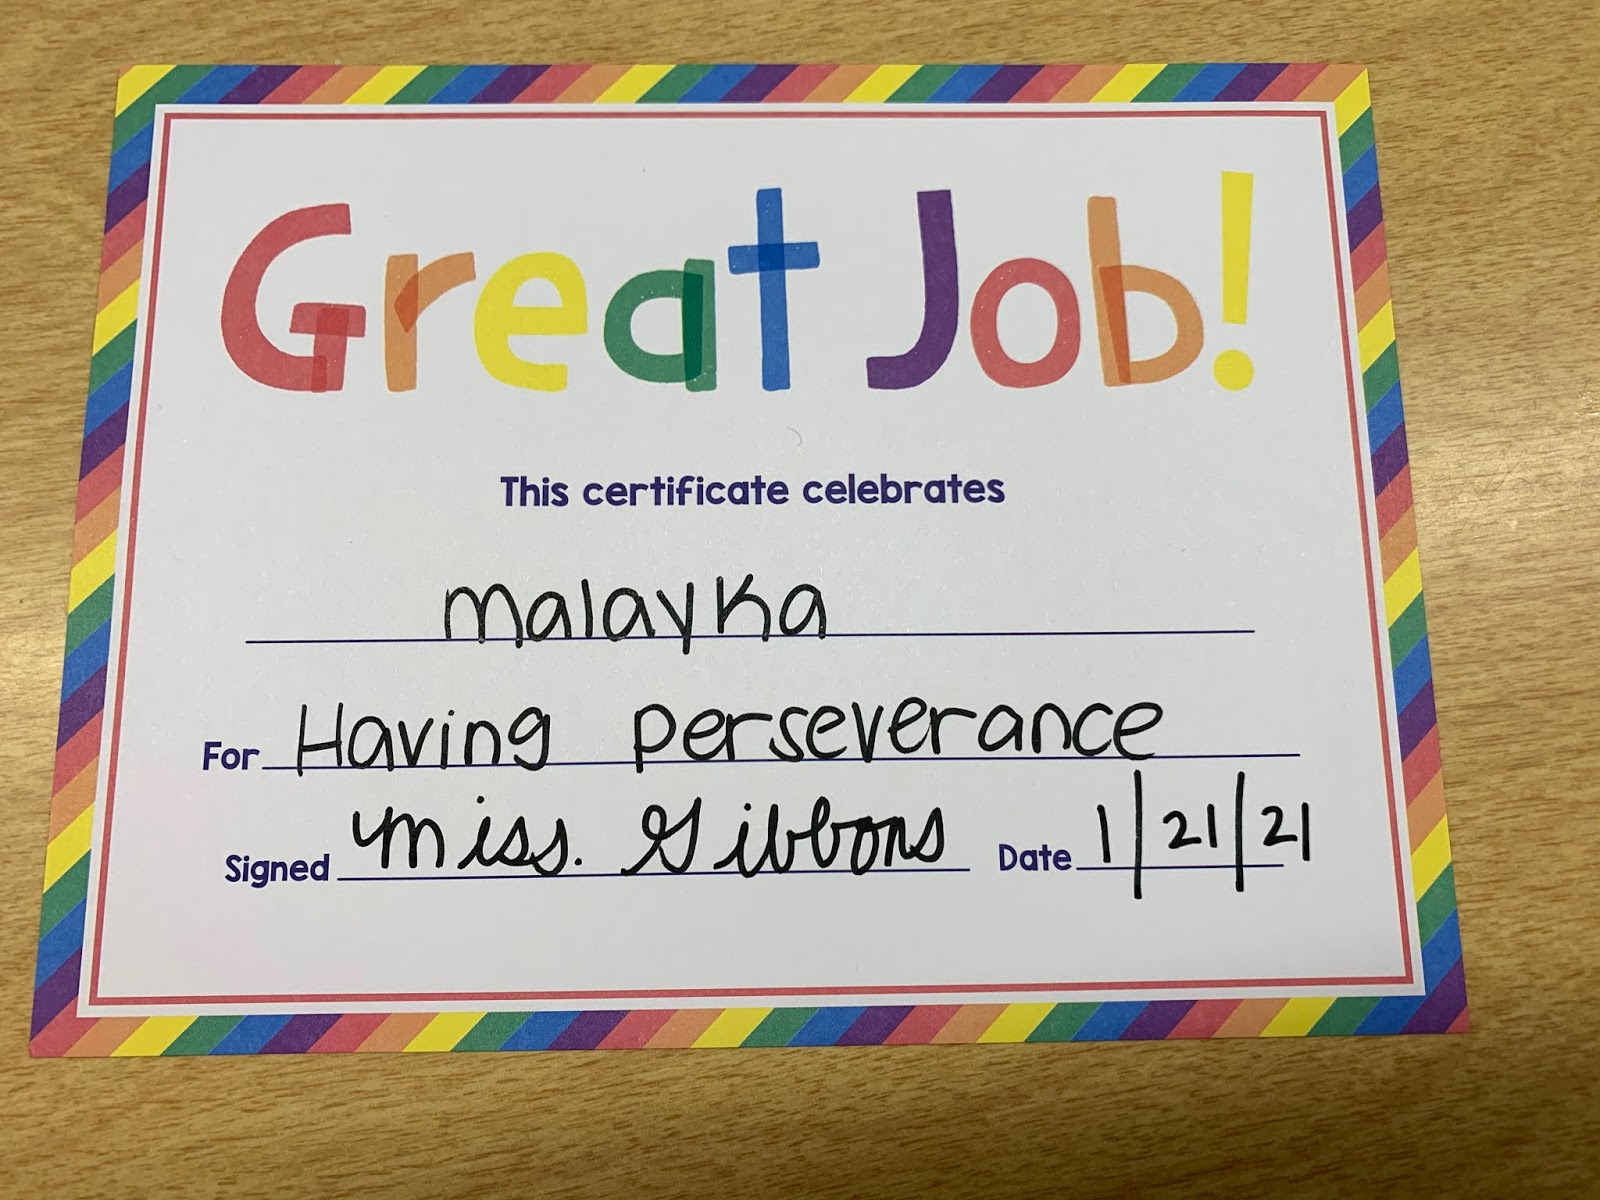 Great Job!
This certificate celebrates
Malayka
For Having perseverance
Signed Miss. Gibbons Date 1/21/21